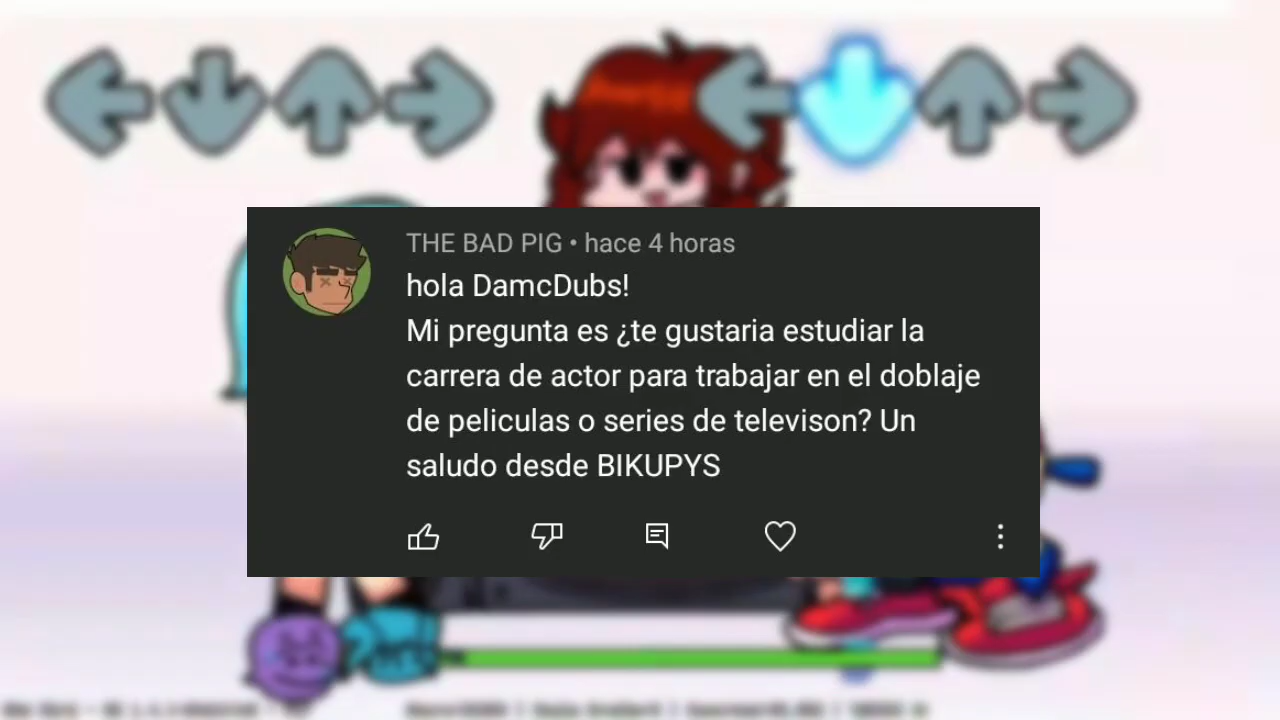 THE BAD PIG • hace 4 horas
hola DamcDubs!
Mi pregunta es ¿te gustaria estudiar la
carrera de actor para trabajar en el doblaje
de peliculas o series de televison? Un
saludo desde BIKUPYS